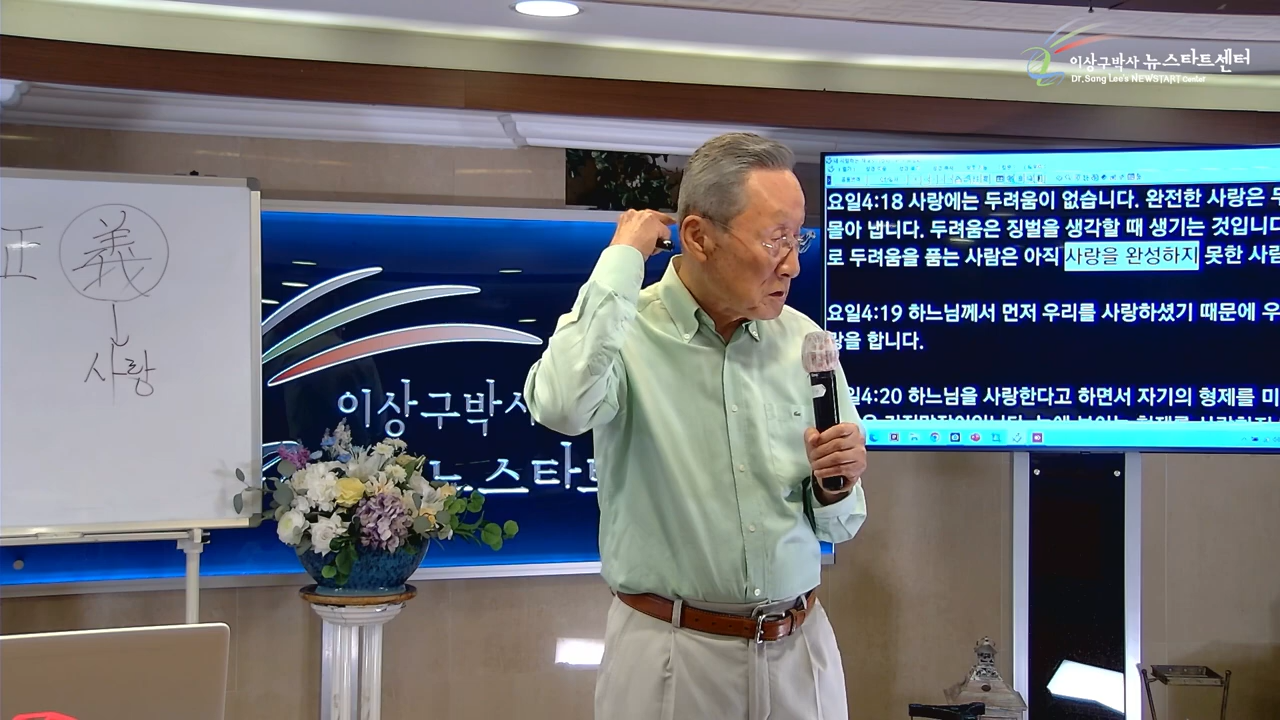 이상구박사 뉴스타트센터
Dr. Sang Lee's NEWSTART Center
正 義
사랑
이상구박사
뉴스타트
요일4:18 사랑에는 두려움이 없습니다. 완전한 사랑은
몰아 냅니다. 두려움은 징벌을 생각할 때 생기는 것입니다
로 두려움을 품는 사람은 아직 사랑을 완성하지 못한 사람
요일4:19 하느님께서 먼저 우리를 사랑하셨기 때문에 우
랑을 합니다.
일4:20 하느님을 사랑한다고 하면서 자기의 형제를 미